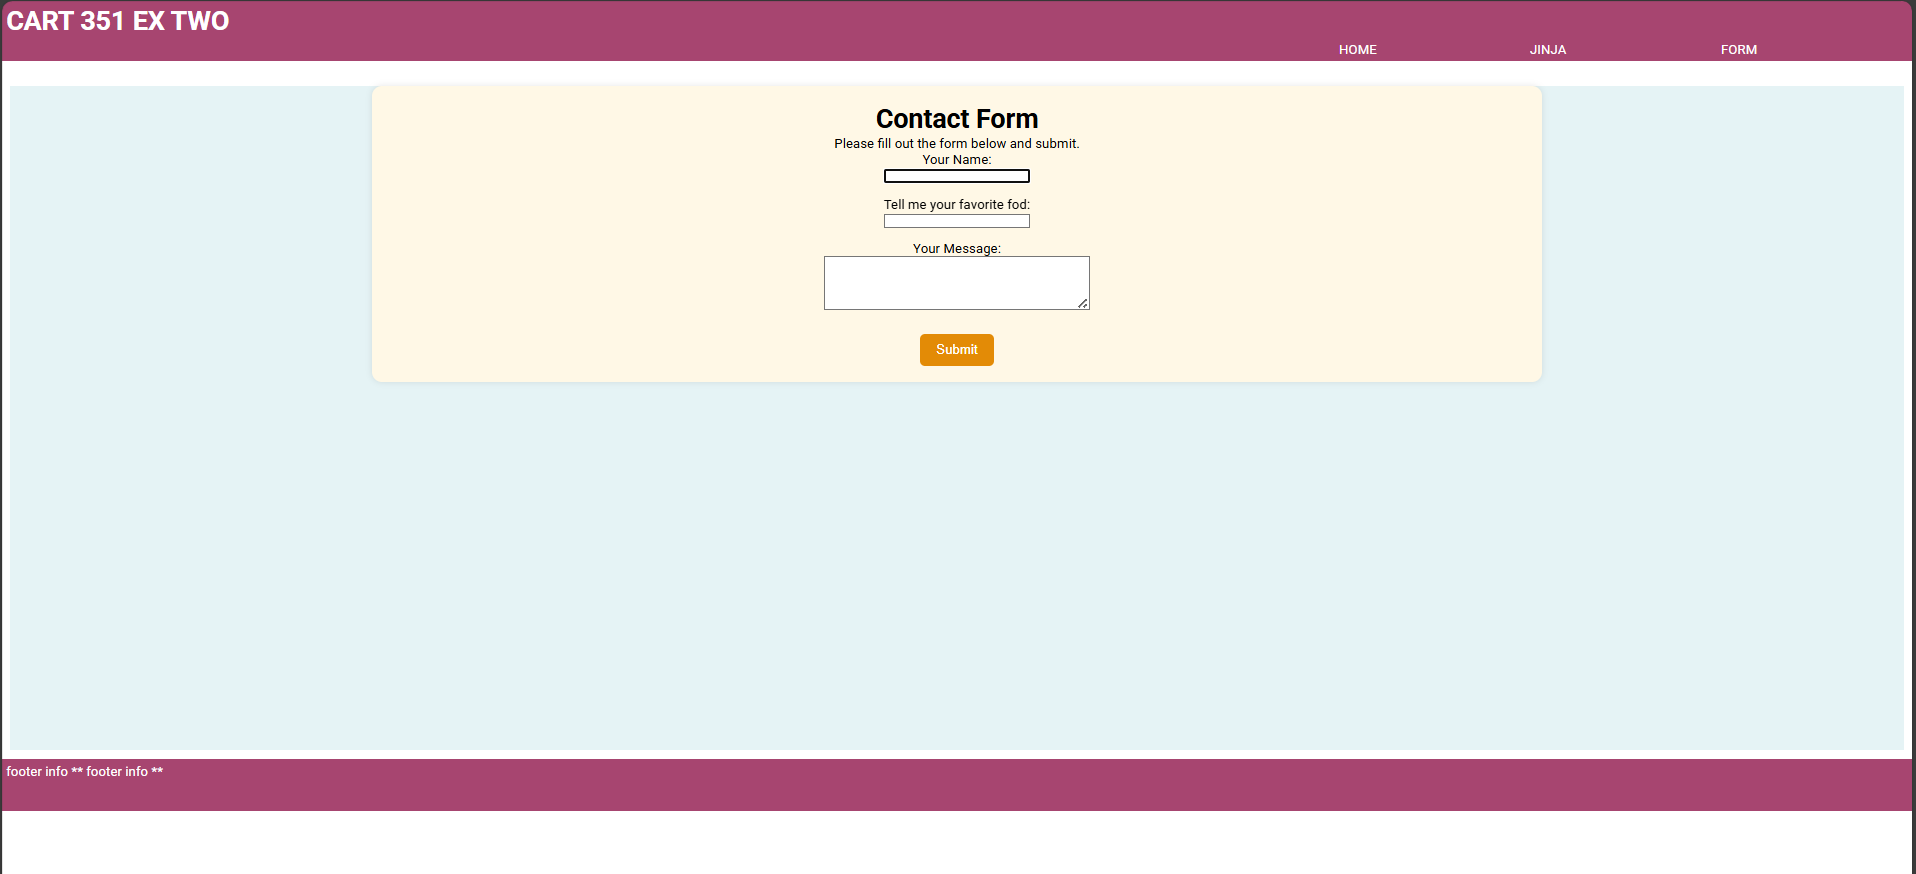 CART 351 EX TWO
HOME JINJA FORM
Contact Form
Please fill out the form below and submit.
Your Name:
Tell me your favorite fod:
Your Message:
Submit
footer info ** footer info **